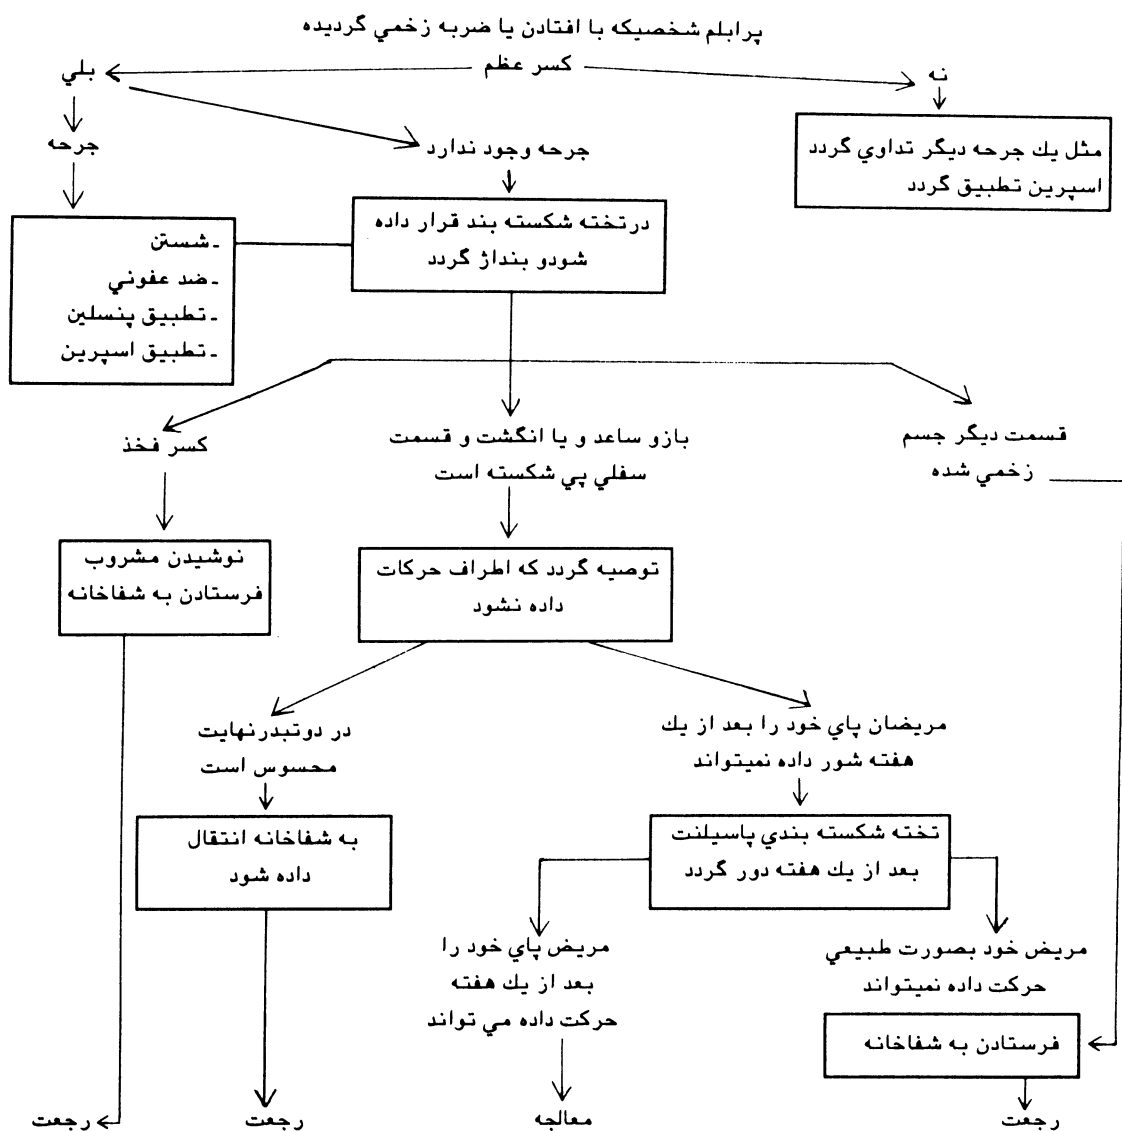 پرابلم شخصیکه با افتادن یا ضربه زخمي گردیده
کسر عظم
بلي
نه
جرحه
جرحه وجود ندارد
مثل یك جرحه دیگر تداوي گردد
اسپرین تطبیق گردد
درتخته شکسته بند قرار داده
شودو بنداژ گردد
ـ شستن
ـ ضد عفوني
ـ تطبیق پنسلین
ـ تطبیق اسپرین
قسمت دیگر جسم
زخمي شده
بازو ساعد و یا انگشت و قسمت
سفلي پي شکسته است
کسر فخذ
توصیه گردد که اطراف حرکات
داده نشود
نوشیدن مشروب
فرستادن به شفاخانه
مریضان پاي خود را بعد از یك
هفته شور داده نمیتواند
در دوتبدرنهایت
محسوس است
تخته شکسته بندي پاسیلنت
بعد از یك هفته دور گردد
به شفاخانه انتقال
داده شود
مریض خود بصورت طبیعي
حرکت داده نمیتواند
مریض پاي خود را
بعد از یك هفته
حرکت داده مي تواند
فرستادن به شفاخانه
رجعت
معالجه
رجعت
رجعت